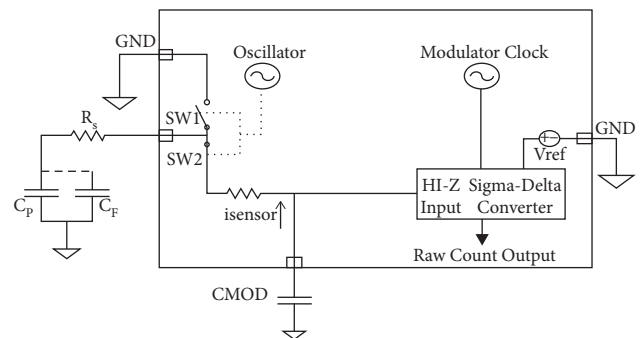 GND
Oscillator
Modulator Clock
SW1
Rs
SW2
GND
+−
Vref
CP
CF
isensor
HI-Z Sigma-Delta
Input Converter
Raw Count Output
CMOD